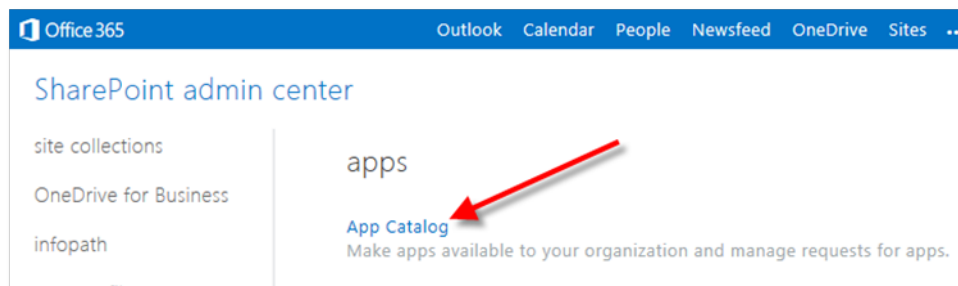 Office 365 Outlook Calendar People Newsfeed OneDrive Sites ...
SharePoint admin center
site collections
apps
OneDrive for Business
App Catalog
infopath
Make apps available to your organization and manage requests for apps.